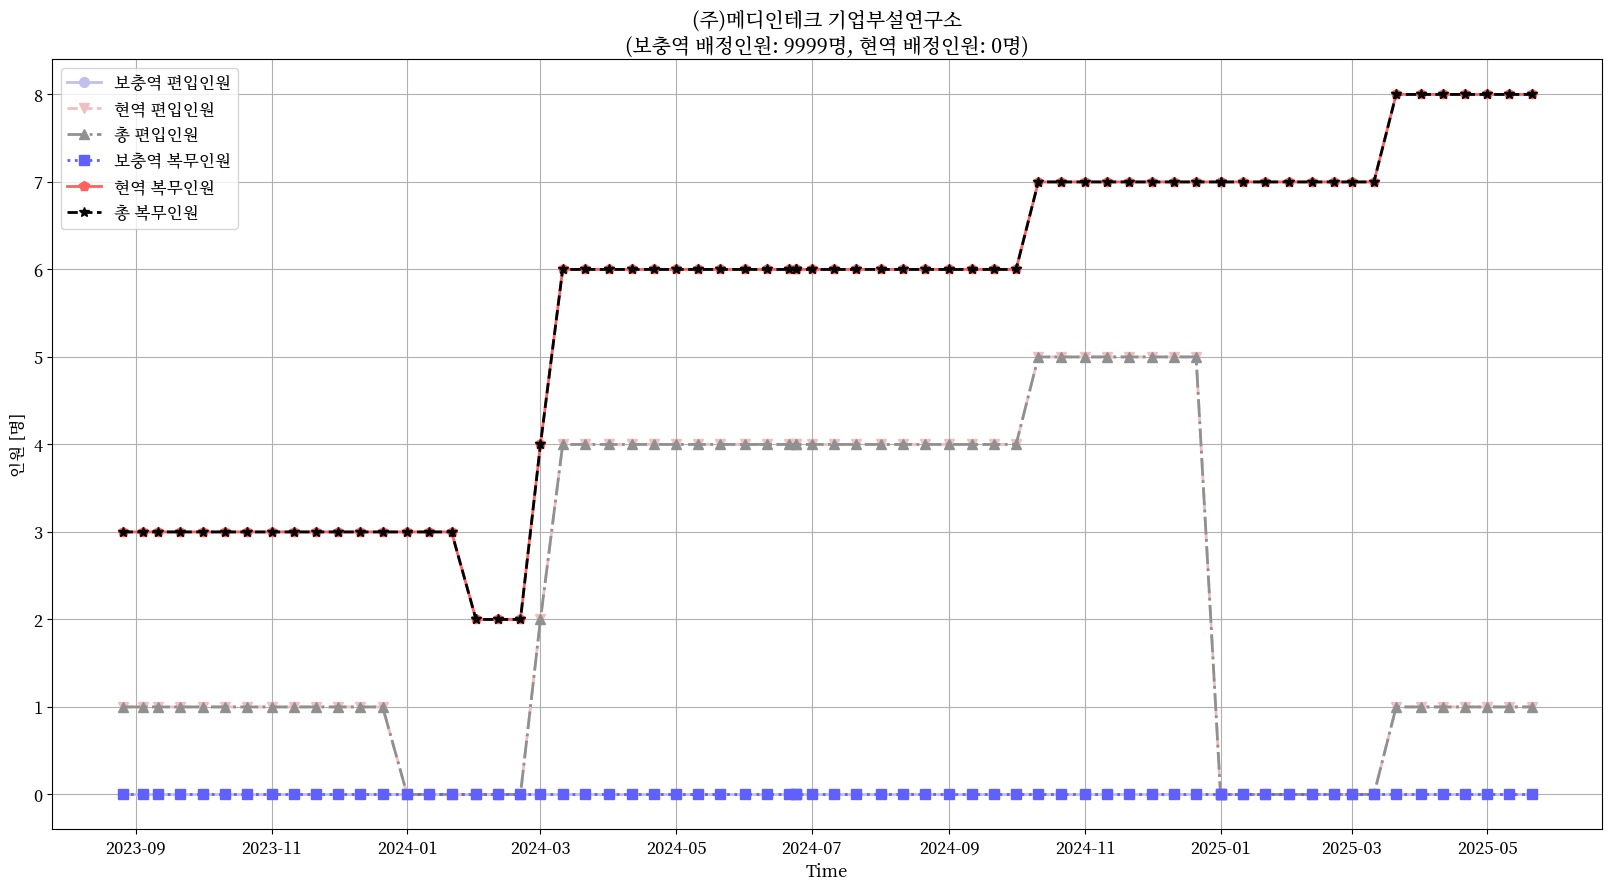 (주)메디인테크 기업부설연구소
(보충역 배정인원: 9999명, 현역 배정인원: 0명)
보충역 편입인원
현역 편입인원
총 편입인원
보충역 복무인원
현역 복무인원
총 복무인원
인원 [명]
8
7
6
5
4
3
2
1
0
2023-09 2023-11 2024-01 2024-03 2024-05 2024-07 2024-09 2024-11 2025-01 2025-03 2025-05
Time